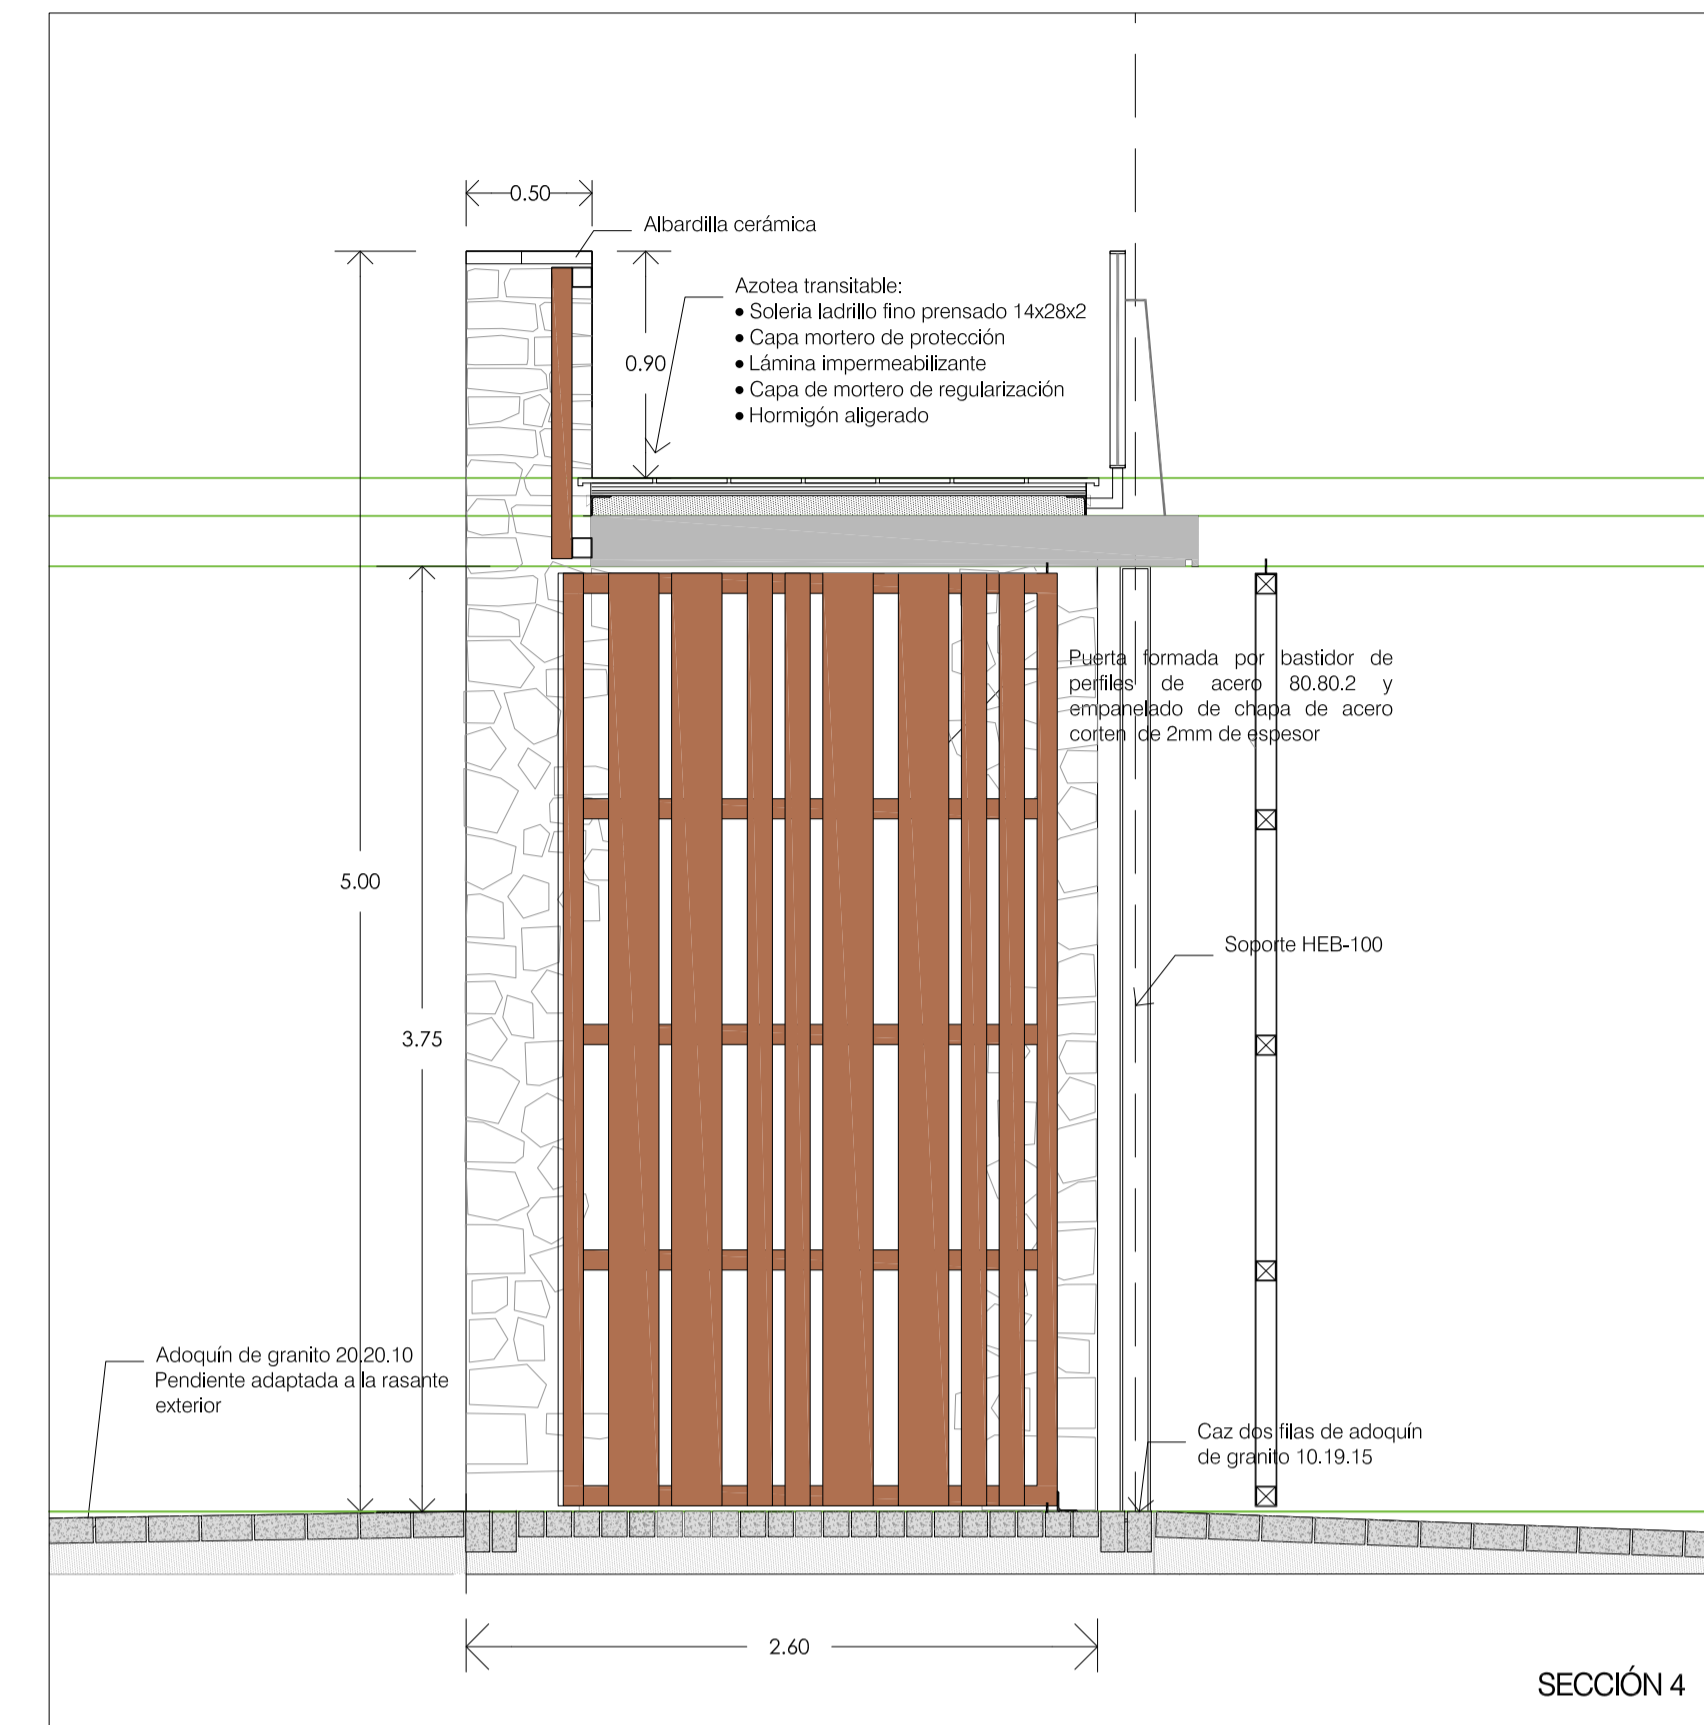 0.50
Albardilla cerámica
Azotea transitable:
• Soleria ladrillo fino prensado 14x28x2
• Capa mortero de protección
• Lámina impermeabilizante
• Capa de mortero de regularización
• Hormigón aligerado
0.90
Puerta formada por bastidor de
perfiles de acero 80.80.2 y
empanelado de chapa de acero
corten de 2mm de espesor
5.00
Soporte HEB-100
3.75
Adoquín de granito 20.20.10
Pendiente adaptada a la rasante
exterior
Caz dos filas de adoquín
de granito 10.19.15
2.60
SECCIÓN 4